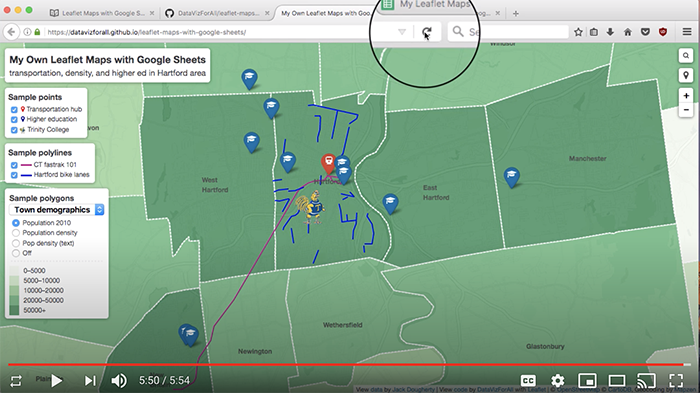 Leaflet Maps with Google S
DataVizForAll/leaflet-maps-
My Own Leaflet Maps with Goo
My Leaflet Maps
https://datavizforall.github.io/leaflet-maps-with-google-sheets/
Se
My Own Leaflet Maps with Google Sheets
transportation, density, and higher ed in Hartford area
Sample points
Transportation hub
Higher education
Trinity College
Sample polylines
CT fastrak 101
Hartford bike lanes
Sample polygons
Town demographics
Population 2010
Population density
Pop density (text)
Off
0–5000
5000–10000
10000–20000
20000–50000
50000+
Windsor
West
Hartford
Hartford
East
Hartford
Manchester
Wethersfield
Newington
Glastonbury
+
-
5:50 / 5:54
CC
View data by Jack Dougherty | View code by DataVizForAll with Leaflet